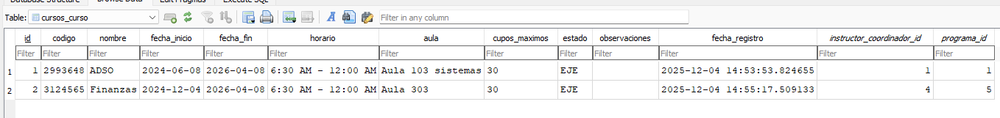 Database Structure Browse Data Edit Pragmas Execute SQL
Table: cursos_curso Filter in any column
id codigo nombre fecha_inicio fecha_fin horario aula cupos_maximos estado observaciones fecha_registro instructor_coordinador_id programa_id
Filter Filter Filter Filter Filter Filter Filter Filter Filter Filter Filter Filter Filter
1 1 2993648 ADSO 2024-06-08 2026-04-08 6:30 AM - 12:00 AM Aula 103 sistemas 30 EJE 2025-12-04 14:53:53.824655 1 1
2 2 3124565 Finanzas 2024-12-04 2026-04-08 6:30 AM - 12:00 AM Aula 303 30 EJE 2025-12-04 14:55:17.509133 4 5